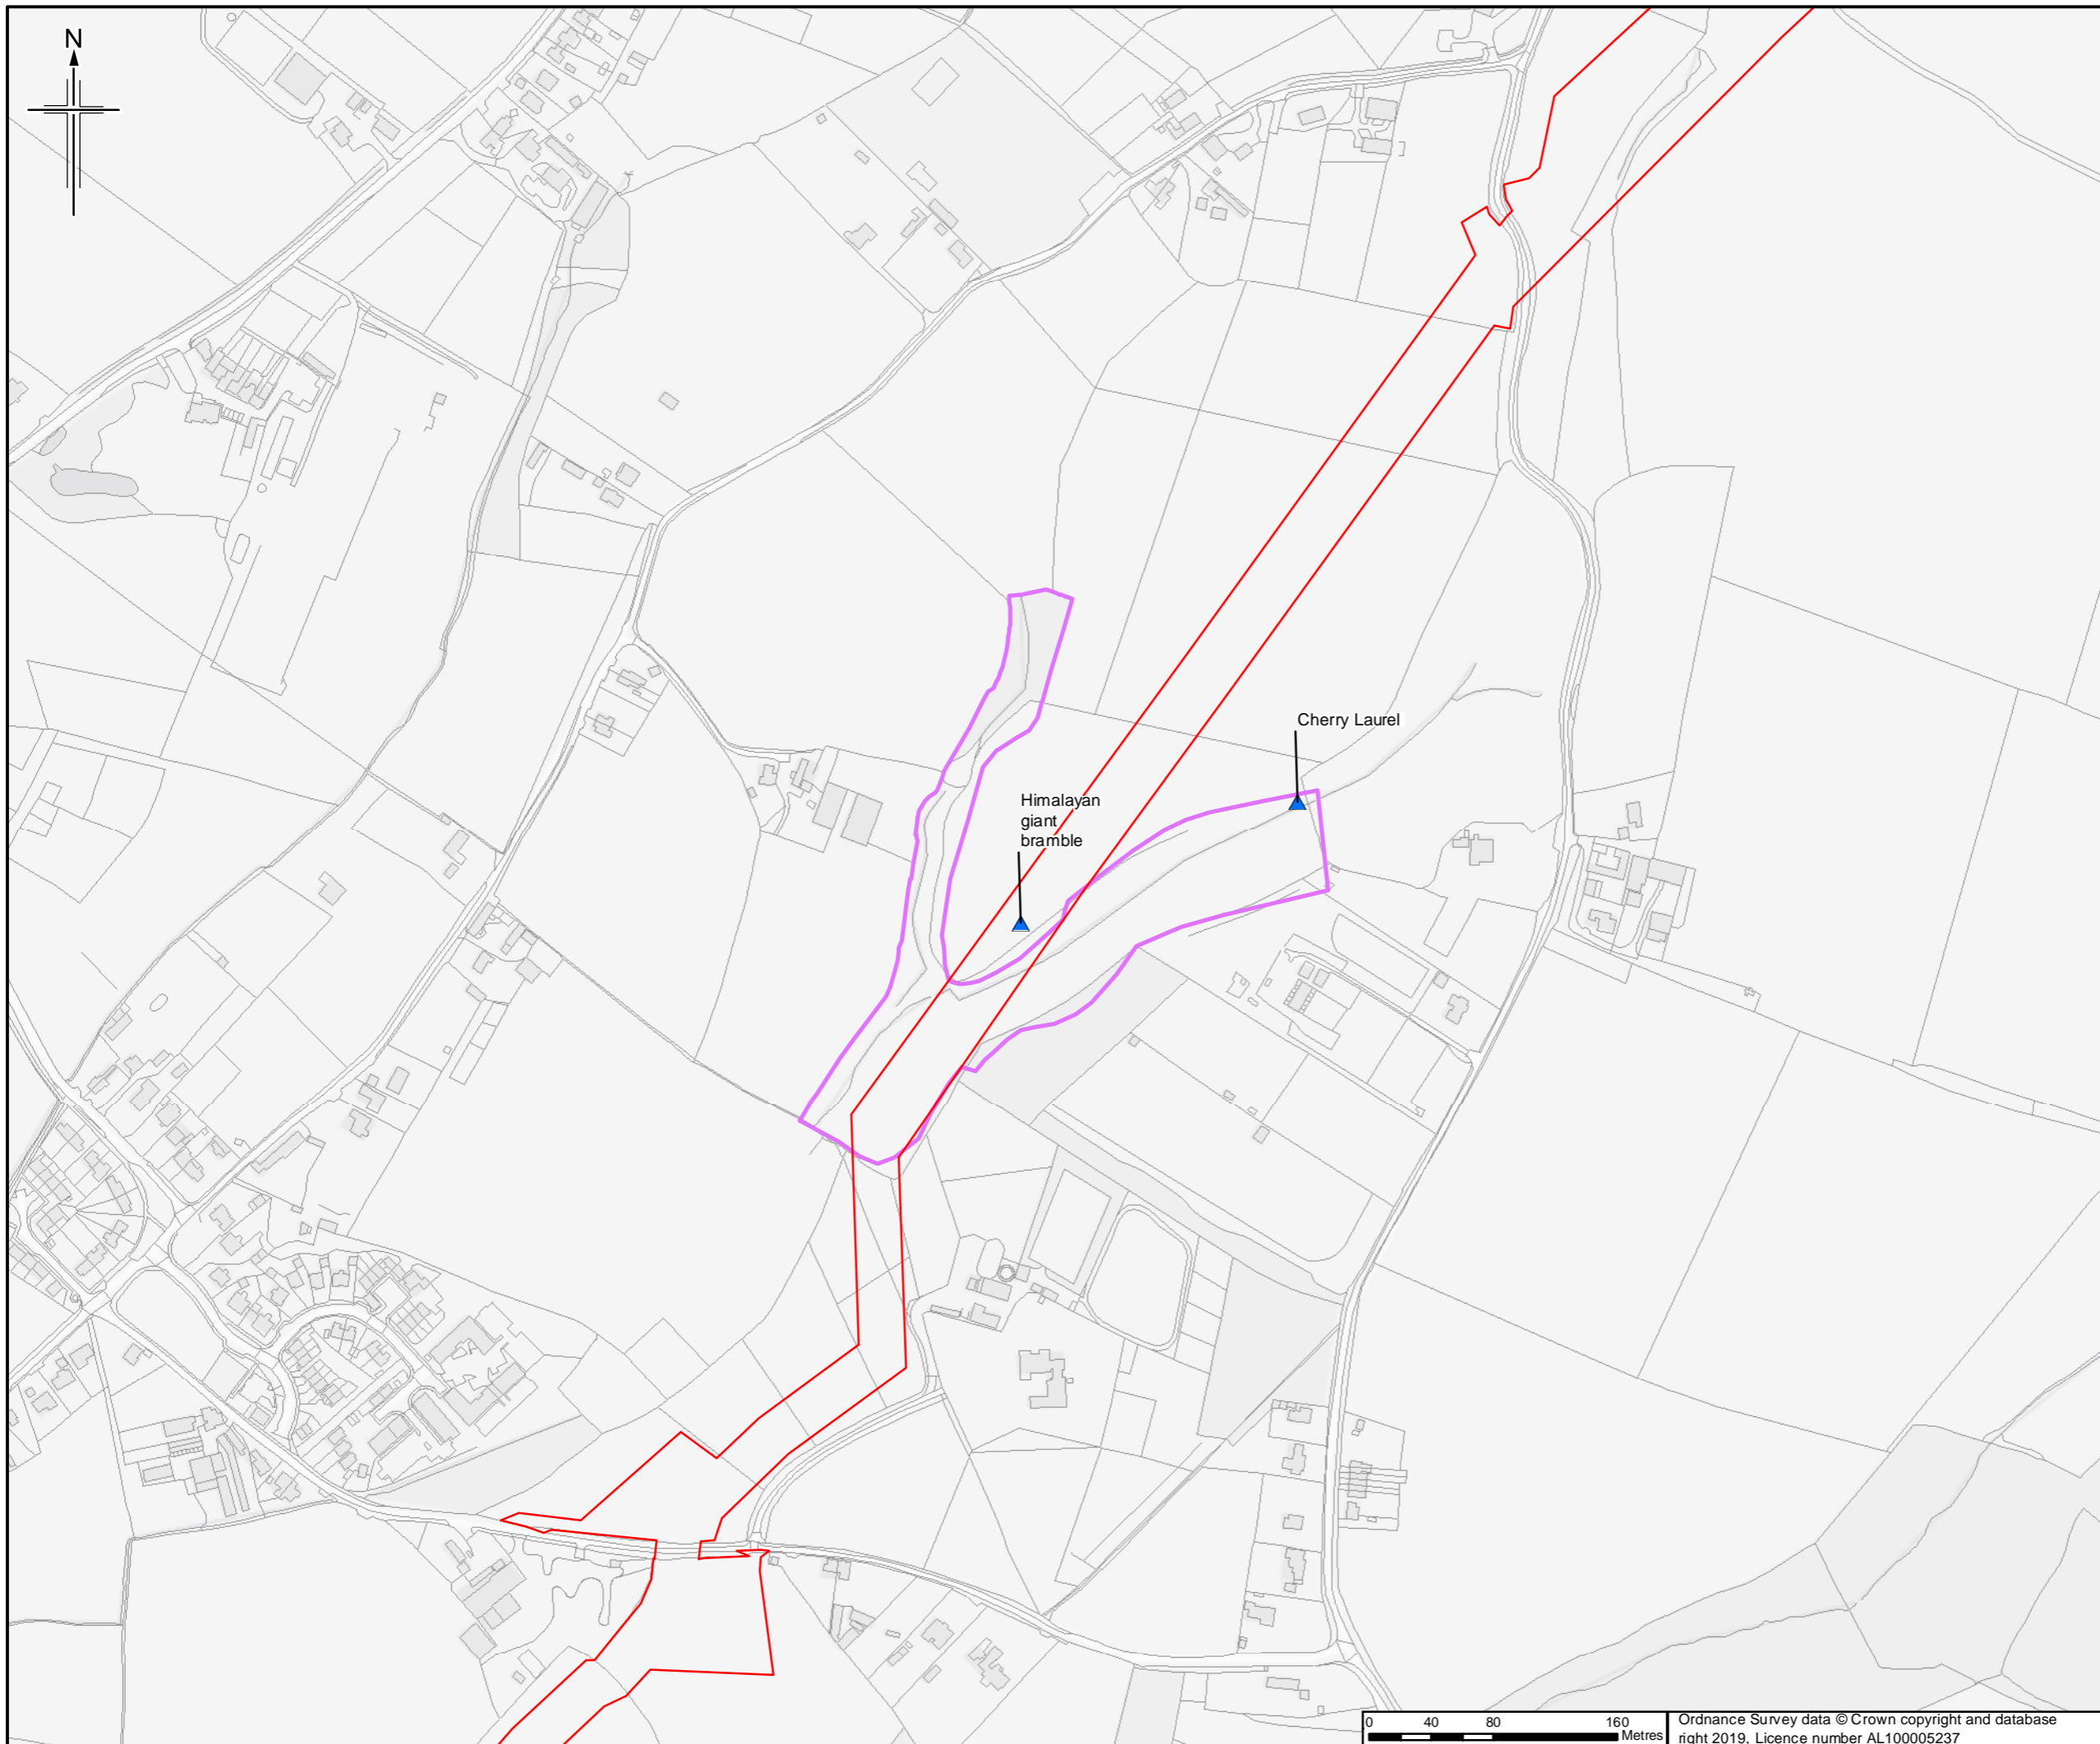 N
Cherry Laurel
Himalayan
giant
bramble
0 40 80 160
Metres
Ordnance Survey data © Crown copyright and database
right 2019, Licence number AL100005237